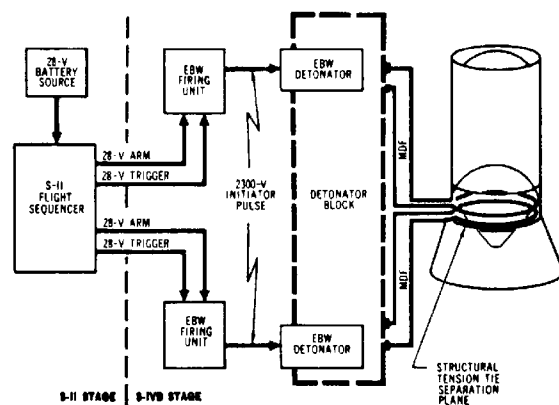 28-V
BATTERY
SOURCE
S-II
FLIGHT
SEQUENCER
28-V ARM
28-V TRIGGER
28-V ARM
28-V TRIGGER
EBW
FIRING
UNIT
EBW
FIRING
UNIT
2300-V
INITIATOR
PULSE
EBW
DETONATOR
DETONATOR
BLOCK
EBW
DETONATOR
MDF
MDF
STRUCTURAL
TENSION TIE
SEPARATION
PLANE
S-II STAGE
S-IVB STAGE